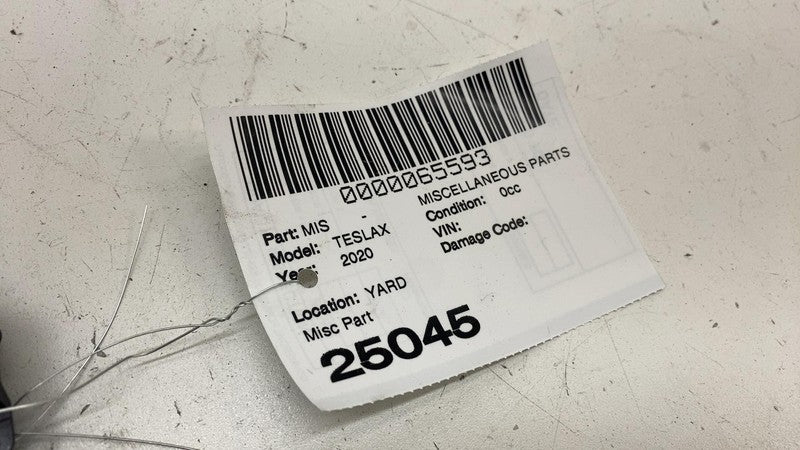 0000065593
Part: MIS - MISCELLANEOUS PARTS
Model: TESLAX Condition: 0cc
Year: 2020 VIN:
Damage Code:
Location: YARD
Misc Part
25045